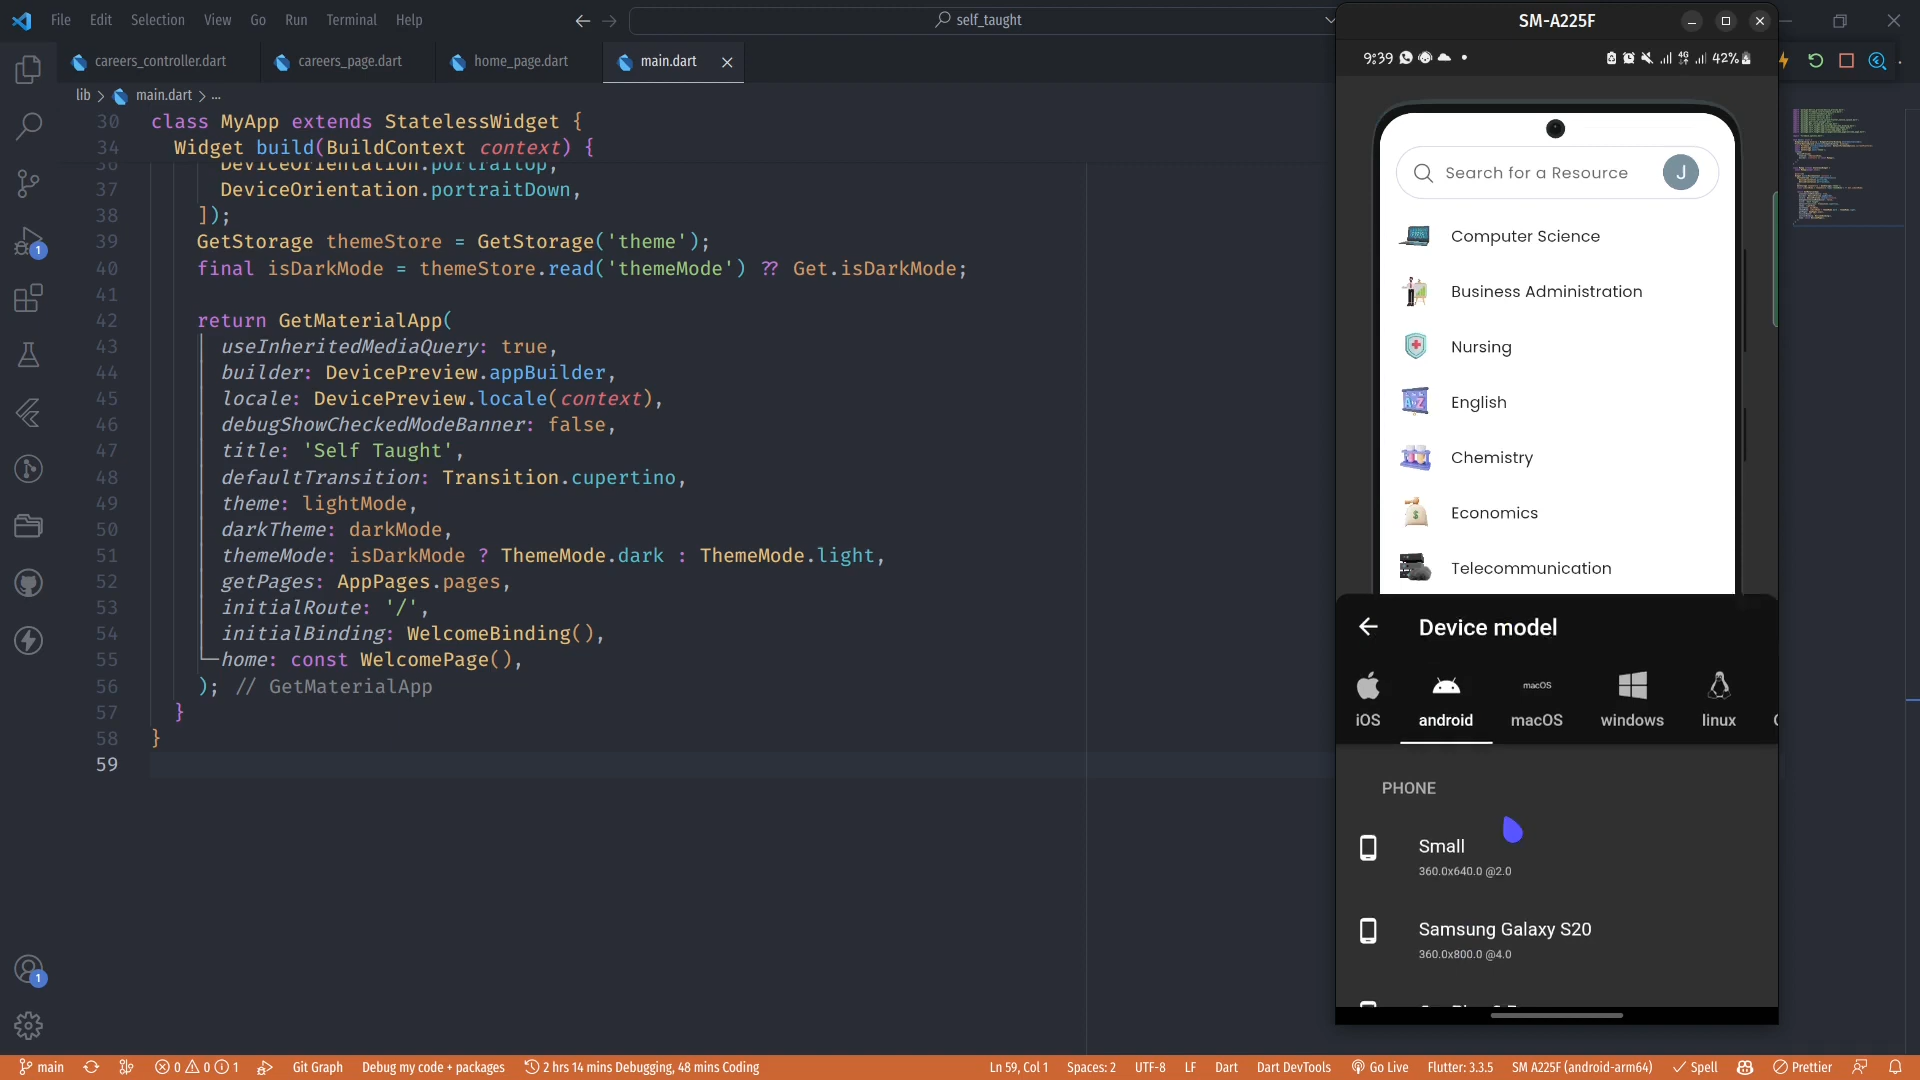 File Edit Selection View Go Run Terminal Help
self_taught
careers_controller.dart careers_page.dart home_page.dart main.dart
lib > main.dart > ...
30 class MyApp extends StatelessWidget {
34 Widget build(BuildContext context) {
36 DeviceOrientation.portraitUp,
37 DeviceOrientation.portraitDown,
38 ]);
39 GetStorage themeStore = GetStorage('theme');
40 final isDarkMode = themeStore.read('themeMode') ?? Get.isDarkMode;
41
42 return GetMaterialApp(
43 useInheritedMediaQuery: true,
44 builder: DevicePreview.appBuilder,
45 locale: DevicePreview.locale(context),
46 debugShowCheckedModeBanner: false,
47 title: 'Self Taught',
48 defaultTransition: Transition.cupertino,
49 theme: lightMode,
50 darkTheme: darkMode,
51 themeMode: isDarkMode ? ThemeMode.dark : ThemeMode.light,
52 getPages: AppPages.pages,
53 initialRoute: '/',
54 initialBinding: WelcomeBinding(),
55 home: const WelcomePage(),
56 ); // GetMaterialApp
57 }
58 }
59
1
1
SM-A225F
9:39 4G 42%
Search for a Resource J
Computer Science
Business Administration
Nursing
English
Chemistry
Economics
Telecommunication
Device model
macOS
iOS android macOS windows linux
PHONE
Small
360.0x640.0 @2.0
Samsung Galaxy S20
360.0x800.0 @4.0
main 0 0 1 Git Graph Debug my code + packages 2 hrs 14 mins Debugging, 48 mins Coding Ln 59, Col 1 Spaces: 2 UTF-8 LF Dart Dart DevTools Go Live Flutter: 3.3.5 SM A225F (android-arm64) Spell Prettier